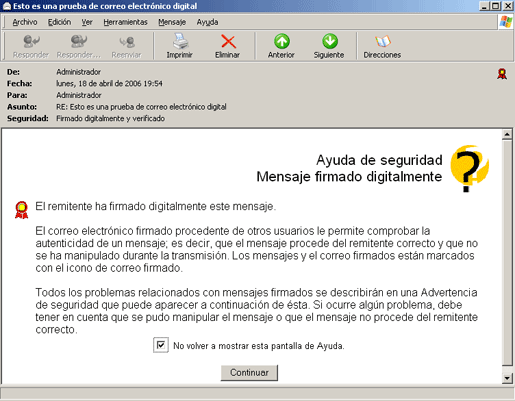 Esto es una prueba de correo electrónico digital
Archivo Edición Ver Herramientas Mensaje Ayuda
Responder Responder... Reenviar Imprimir Eliminar Anterior Siguiente Direcciones
De: Administrador
Fecha: lunes, 18 de abril de 2006 19:54
Para: Administrador
Asunto: RE: Esto es una prueba de correo electrónico digital
Seguridad: Firmado digitalmente y verificado
Ayuda de seguridad
Mensaje firmado digitalmente
El remitente ha firmado digitalmente este mensaje.
El correo electrónico firmado procedente de otros usuarios le permite comprobar la
autenticidad de un mensaje; es decir, que el mensaje procede del remitente correcto y que no
se ha manipulado durante la transmisión. Los mensajes y el correo firmados están marcados
con el icono de correo firmado.
Todos los problemas relacionados con mensajes firmados se describirán en una Advertencia
de seguridad que puede aparecer a continuación de ésta. Si ocurre algún problema, debe
tener en cuenta que se pudo manipular el mensaje o que el mensaje no procede del remitente
correcto.
No volver a mostrar esta pantalla de Ayuda.
Continuar